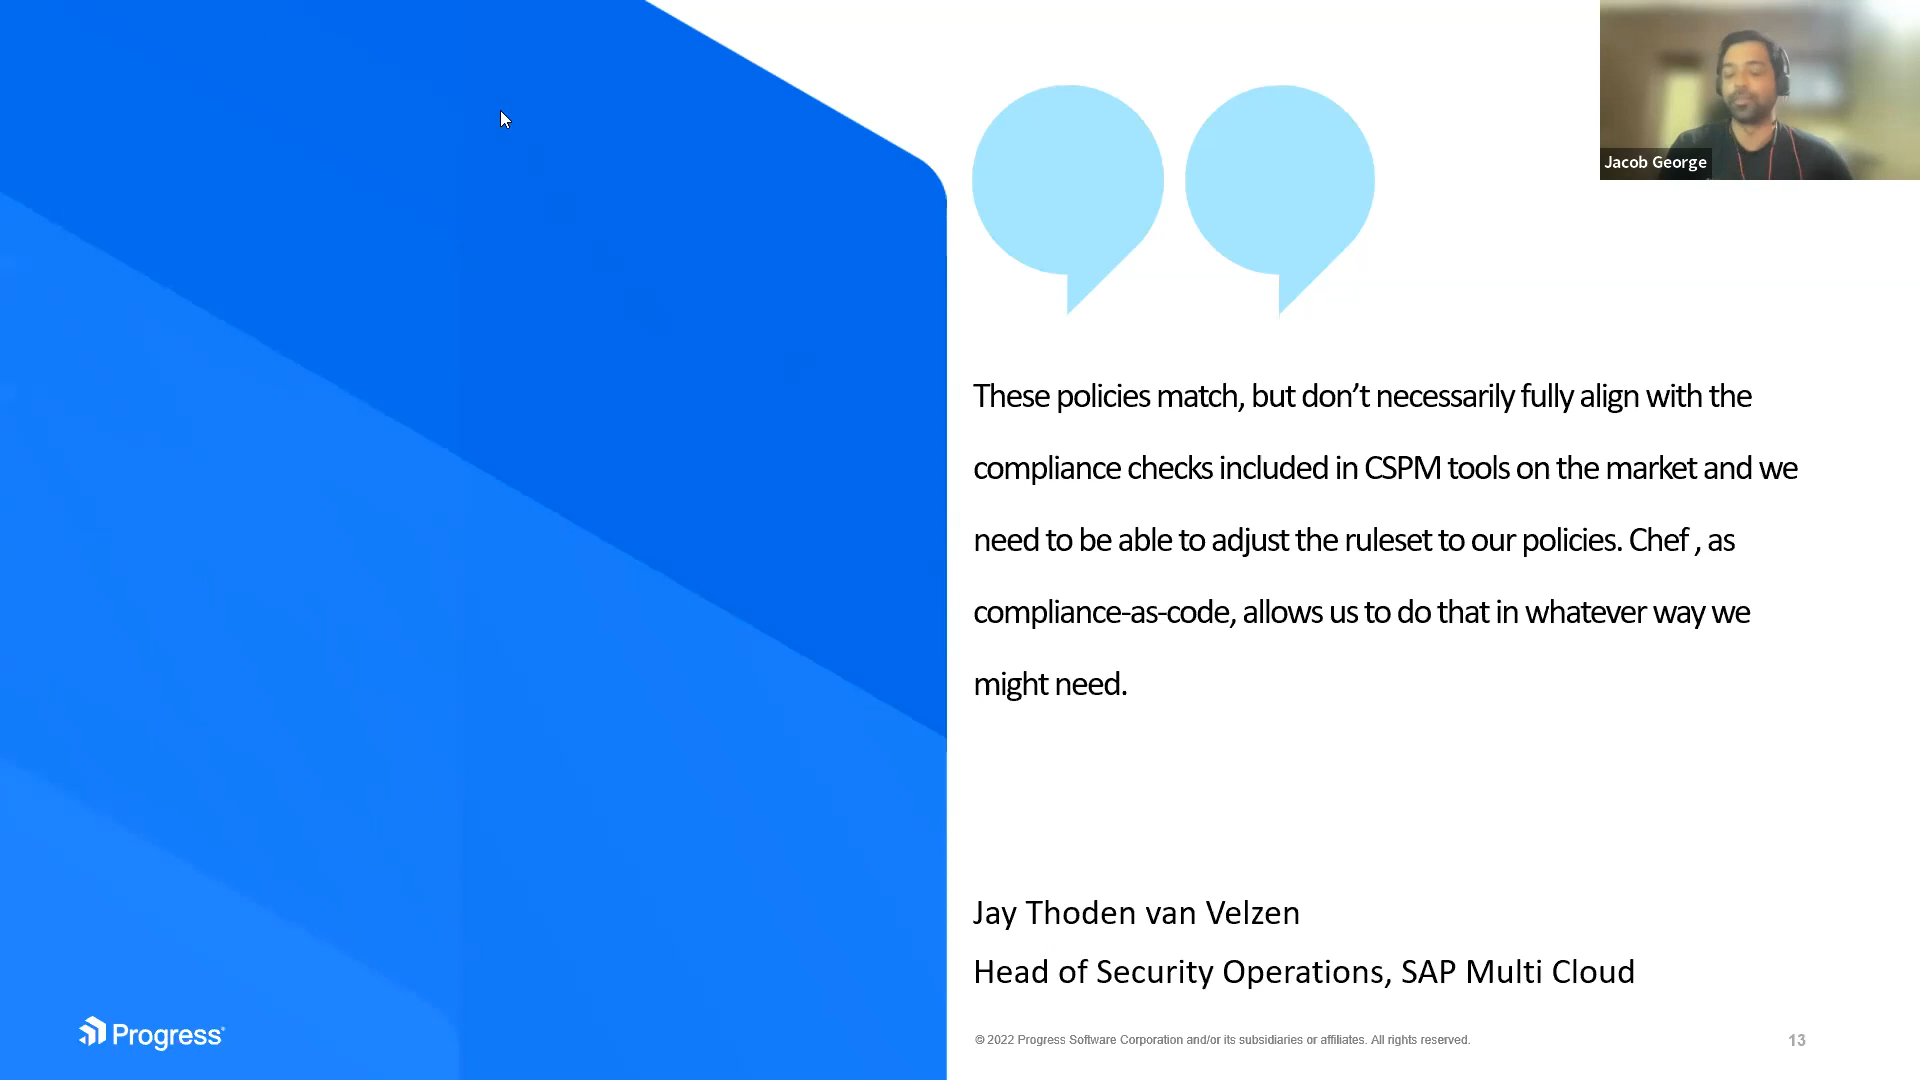 Jacob George
These policies match, but don’t necessarily fully align with the
compliance checks included in CSPM tools on the market and we
need to be able to adjust the ruleset to our policies. Chef , as
compliance-as-code, allows us to do that in whatever way we
might need.
Jay Thoden van Velzen
Head of Security Operations, SAP Multi Cloud
Progress
© 2022 Progress Software Corporation and/or its subsidiaries or affiliates. All rights reserved.
13